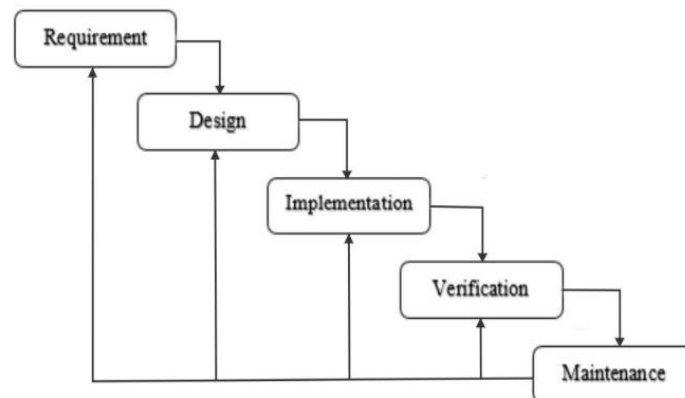 Requirement
Design
Implementation
Verification
Maintenance